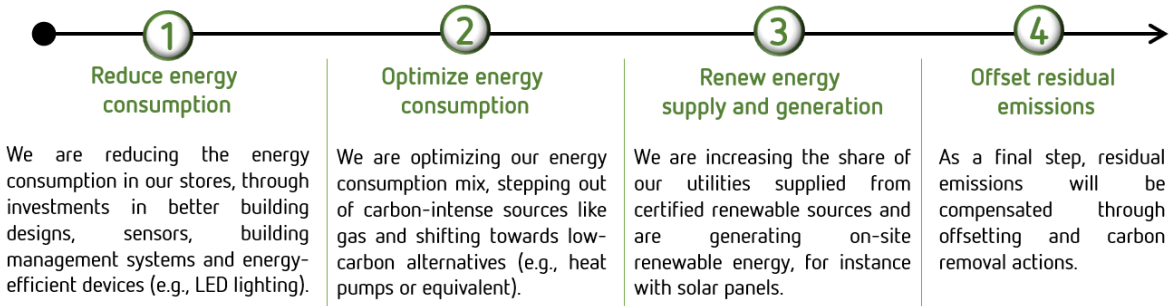 1
Reduce energy
consumption
We are reducing the energy
consumption in our stores, through
investments in better building
designs, sensors, building
management systems and energy-
efficient devices (e.g., LED lighting).
2
Optimize energy
consumption
We are optimizing our energy
consumption mix, stepping out
of carbon-intense sources like
gas and shifting towards low-
carbon alternatives (e.g., heat
pumps or equivalent).
3
Renew energy
supply and generation
We are increasing the share of
our utilities supplied from
certified renewable sources and
are generating on-site
renewable energy, for instance
with solar panels.
4
Offset residual
emissions
As a final step, residual
emissions will be
compensated through
offsetting and carbon
removal actions.